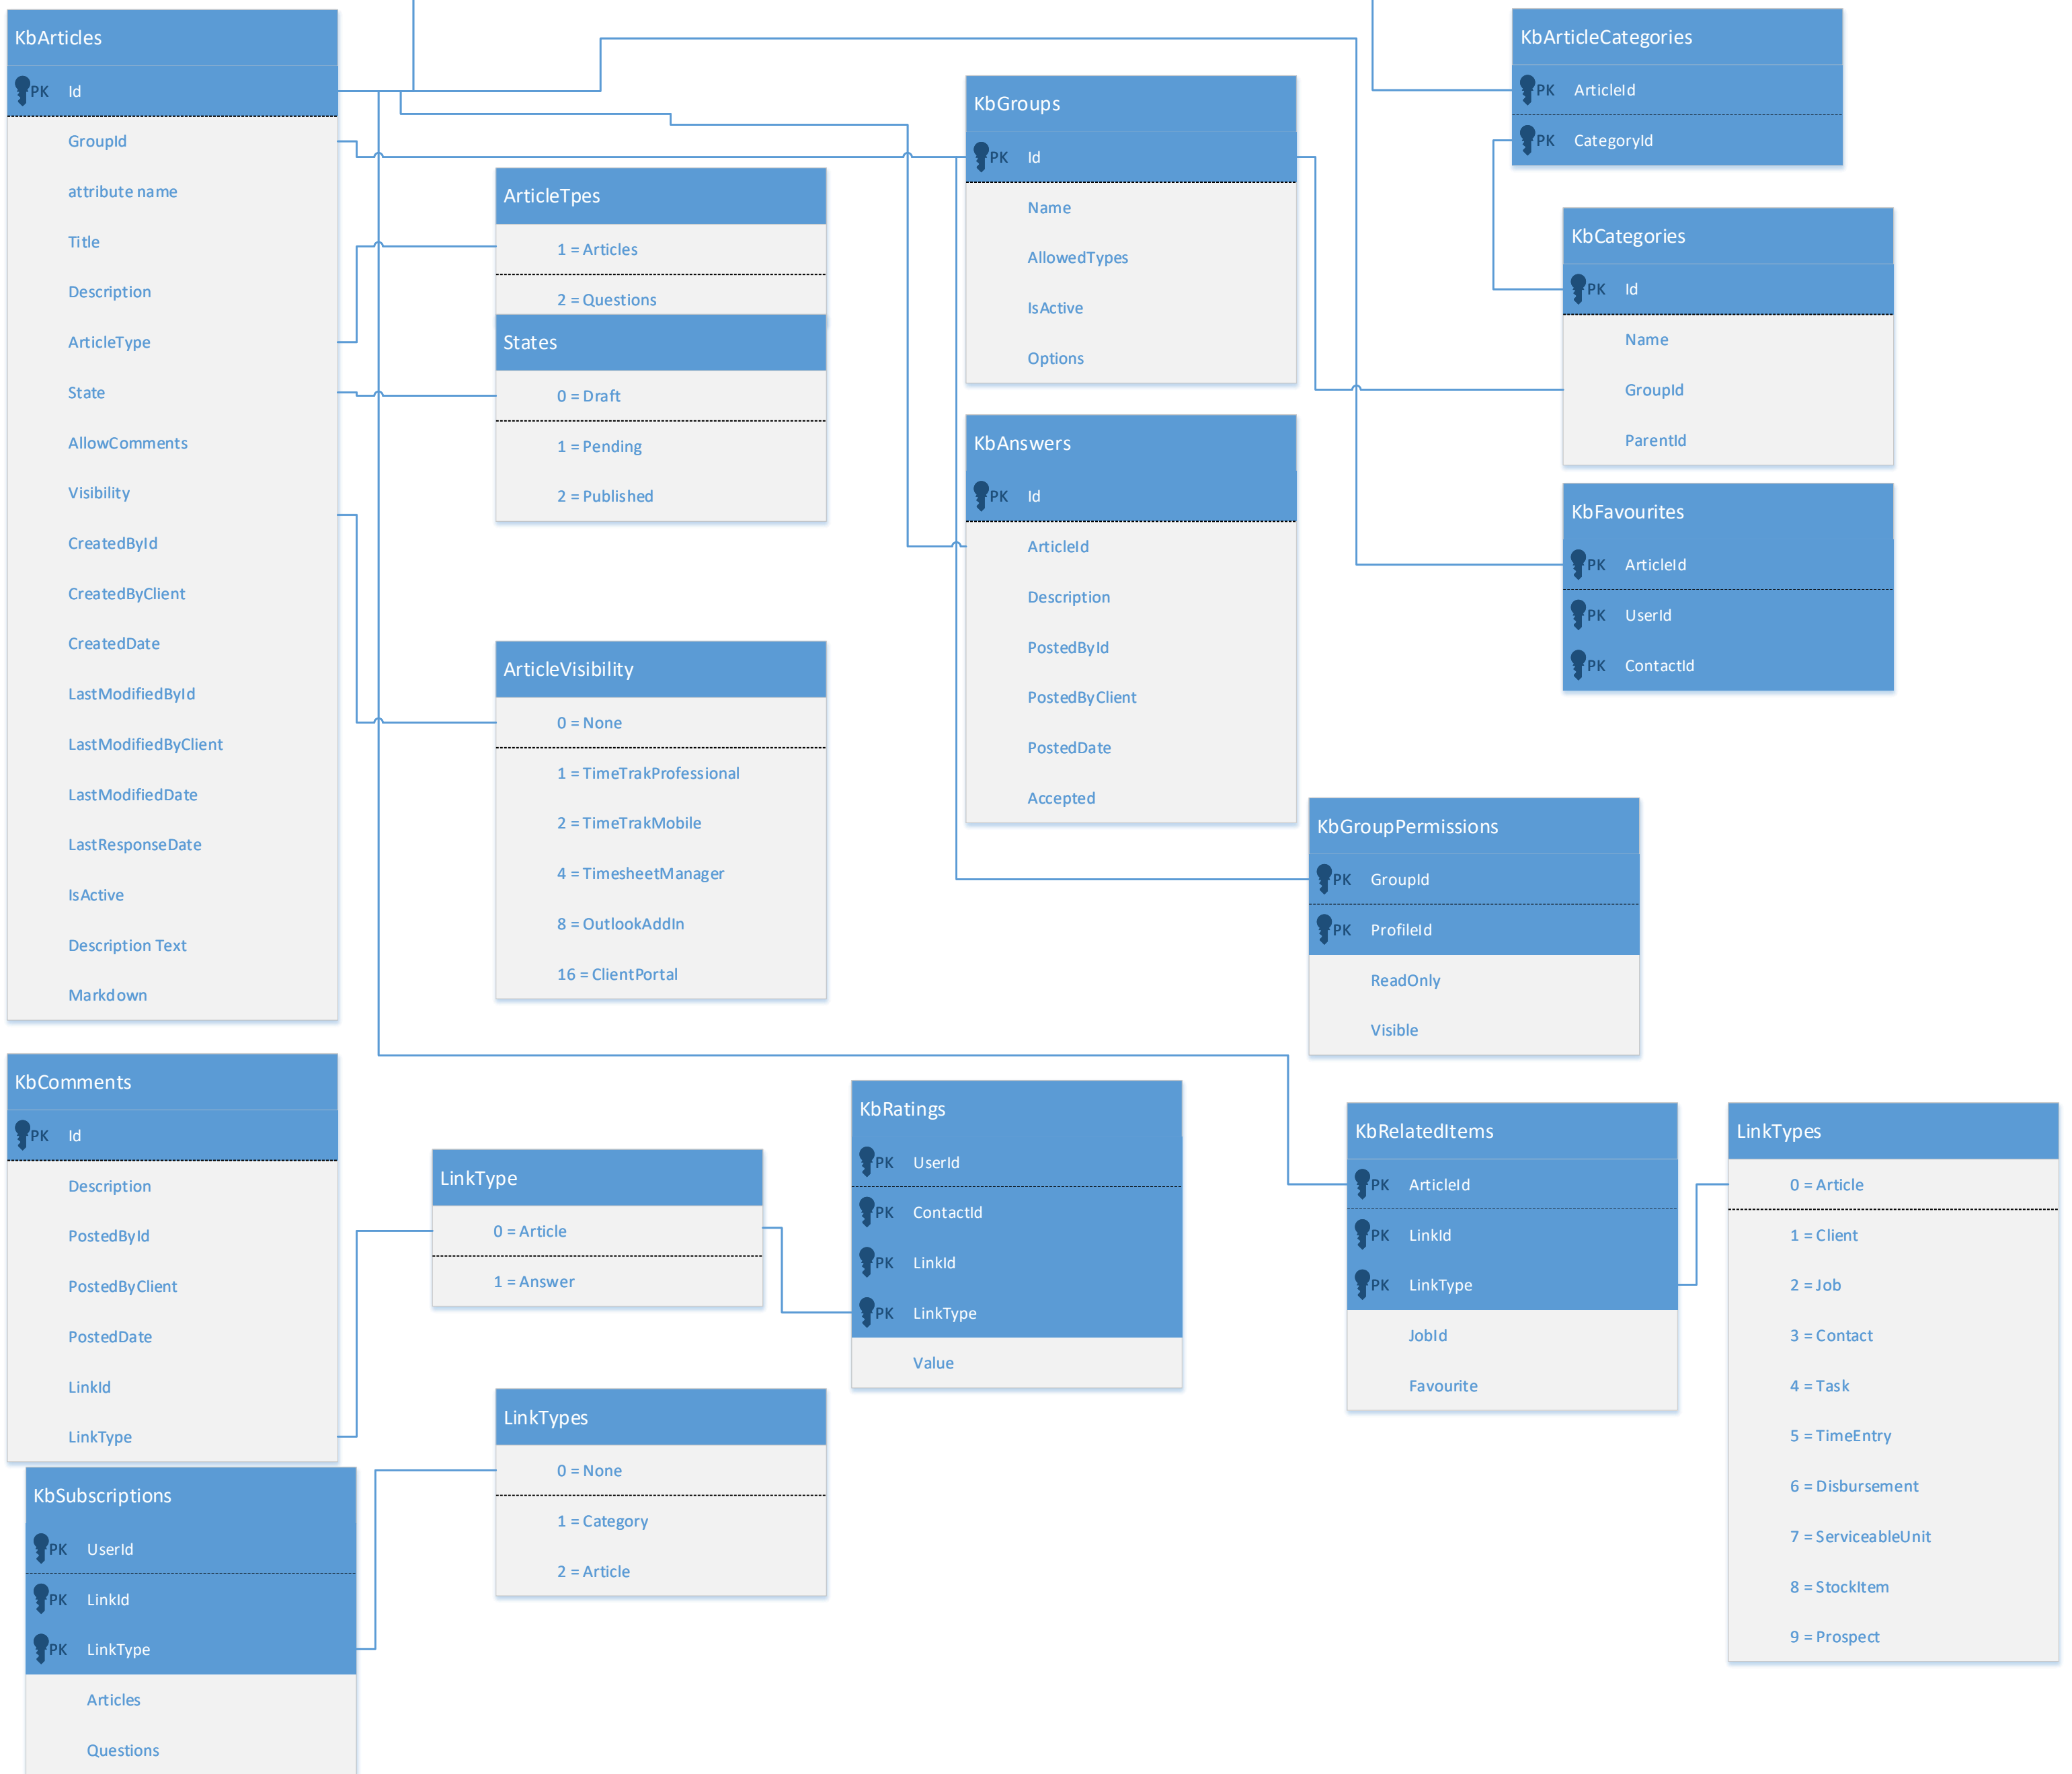 KbArticles
PK Id
GroupId
attribute name
Title
Description
ArticleType
State
AllowComments
Visibility
CreatedById
CreatedByClient
CreatedDate
LastModifiedById
LastModifiedByClient
LastModifiedDate
LastResponseDate
IsActive
Description Text
Markdown
ArticleTpes
1 = Articles
2 = Questions
States
0 = Draft
1 = Pending
2 = Published
ArticleVisibility
0 = None
1 = TimeTrakProfessional
2 = TimeTrakMobile
4 = TimesheetManager
8 = OutlookAddIn
16 = ClientPortal
KbGroups
PK Id
Name
AllowedTypes
IsActive
Options
KbAnswers
PK Id
ArticleId
Description
PostedById
PostedByClient
PostedDate
Accepted
KbArticleCategories
PK ArticleId
PK CategoryId
KbCategories
PK Id
Name
GroupId
ParentId
KbFavourites
PK ArticleId
PK UserId
PK ContactId
KbGroupPermissions
PK GroupId
PK ProfileId
ReadOnly
Visible
KbComments
PK Id
Description
PostedById
PostedByClient
PostedDate
LinkId
LinkType
LinkType
0 = Article
1 = Answer
KbRatings
PK UserId
PK ContactId
PK LinkId
PK LinkType
Value
KbRelatedItems
PK ArticleId
PK LinkId
PK LinkType
JobId
Favourite
LinkTypes
0 = Article
1 = Client
2 = Job
3 = Contact
4 = Task
5 = TimeEntry
6 = Disbursement
7 = ServiceableUnit
8 = StockItem
9 = Prospect
KbSubscriptions
PK UserId
PK LinkId
PK LinkType
Articles
Questions
LinkTypes
0 = None
1 = Category
2 = Article